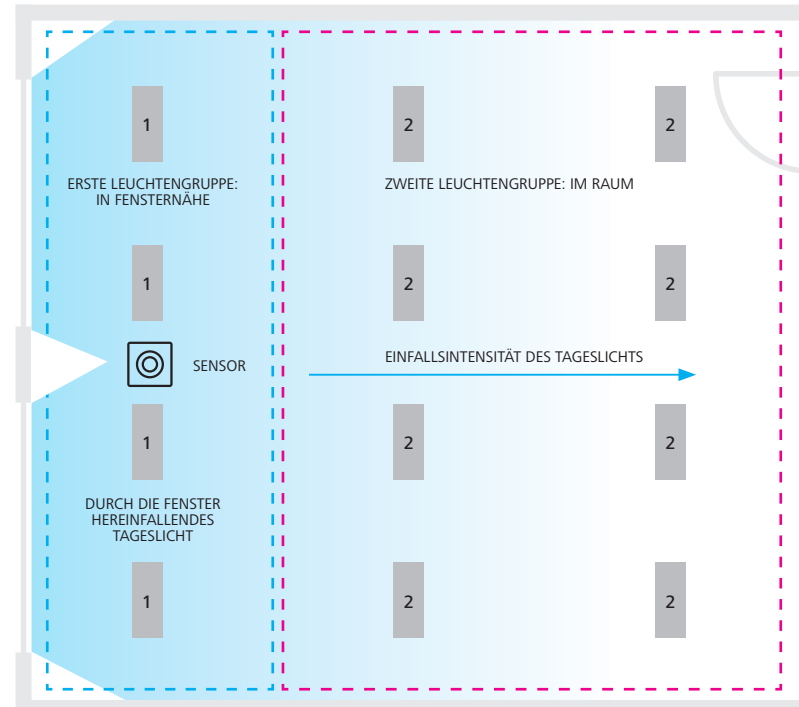 1
2
2
ERSTE LEUCHTENGRUPPE:
IN FENSTERNÄHE
ZWEITE LEUCHTENGRUPPE: IM RAUM
1
2
2
SENSOR
EINFALLSINTENSITÄT DES TAGESLICHTS
1
2
2
DURCH DIE FENSTER
HEREINFALLENDES
TAGESLICHT
1
2
2